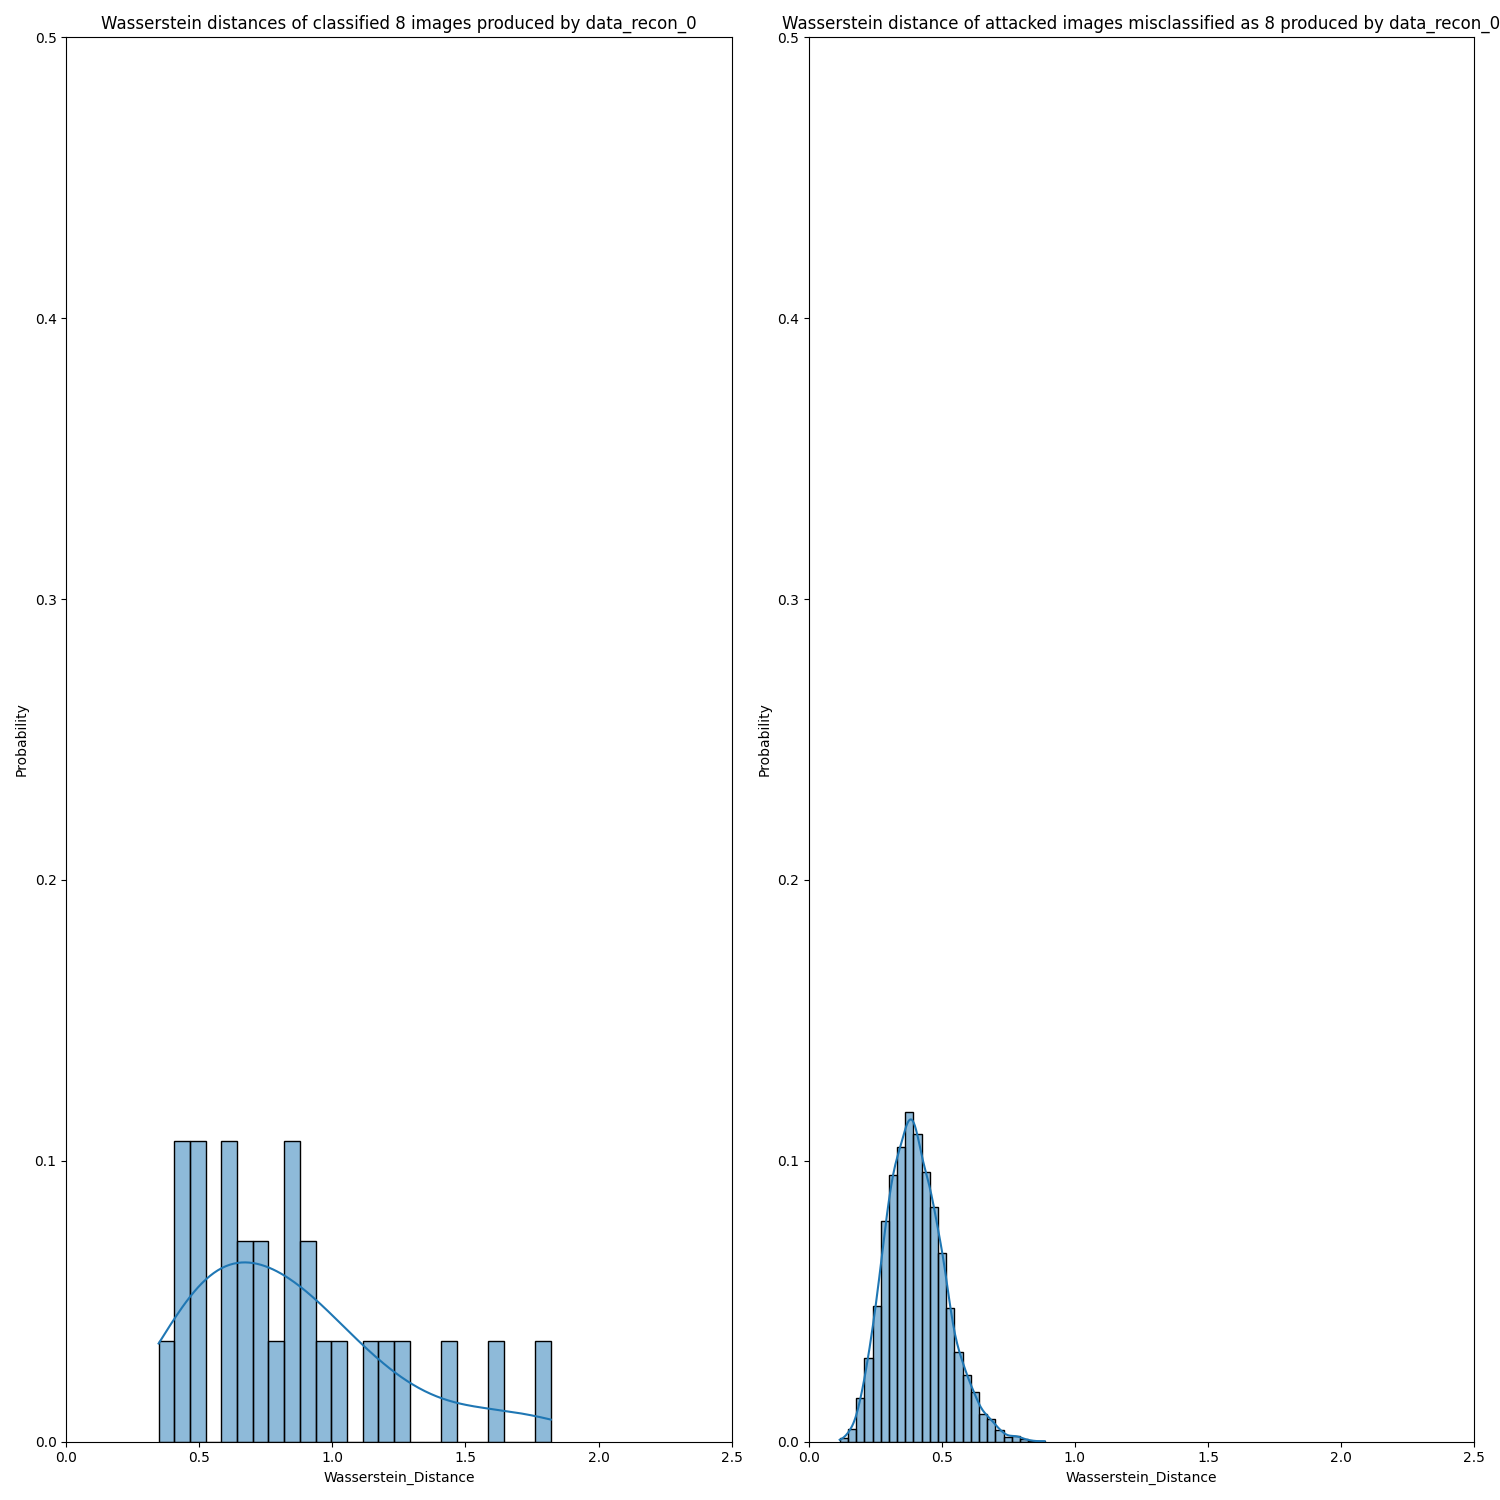 Wasserstein distances of classified 8 images produced by data_recon_0
0.5
0.4
0.3
0.2
0.1
0.0
Probability
0.0 0.5 1.0 1.5 2.0 2.5
Wasserstein_Distance
Wasserstein distance of attacked images misclassified as 8 produced by data_recon_0
0.5
0.4
0.3
0.2
0.1
0.0
Probability
0.0 0.5 1.0 1.5 2.0 2.5
Wasserstein_Distance